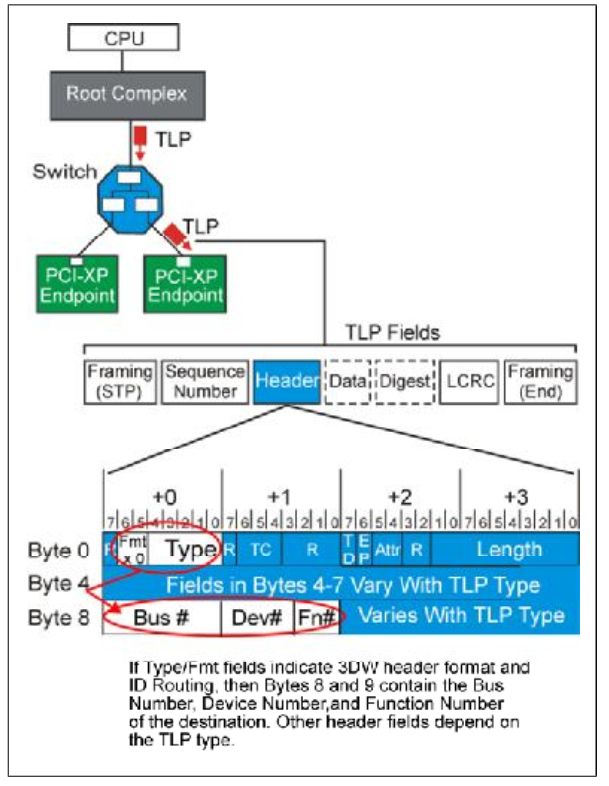 CPU
Root Complex
TLP
Switch
TLP
PCI-XP
Endpoint
PCI-XP
Endpoint
TLP Fields
Framing
(STP)
Sequence
Number
Header
Data
Digest
LCRC
Framing
(End)
+0 +1 +2 +3
7 6 5 4 3 2 1 0 7 6 5 4 3 2 1 0 7 6 5 4 3 2 1 0 7 6 5 4 3 2 1 0
Byte 0 R Fmt x 0 Type R TC R TD EP Attr R Length
Byte 4 Fields in Bytes 4-7 Vary With TLP Type
Byte 8 Bus # Dev# Fn# Varies With TLP Type
If Type/Fmt fields indicate 3DW header format and
ID Routing, then Bytes 8 and 9 contain the Bus
Number, Device Number,and Function Number
of the destination. Other header fields depend on
the TLP type.